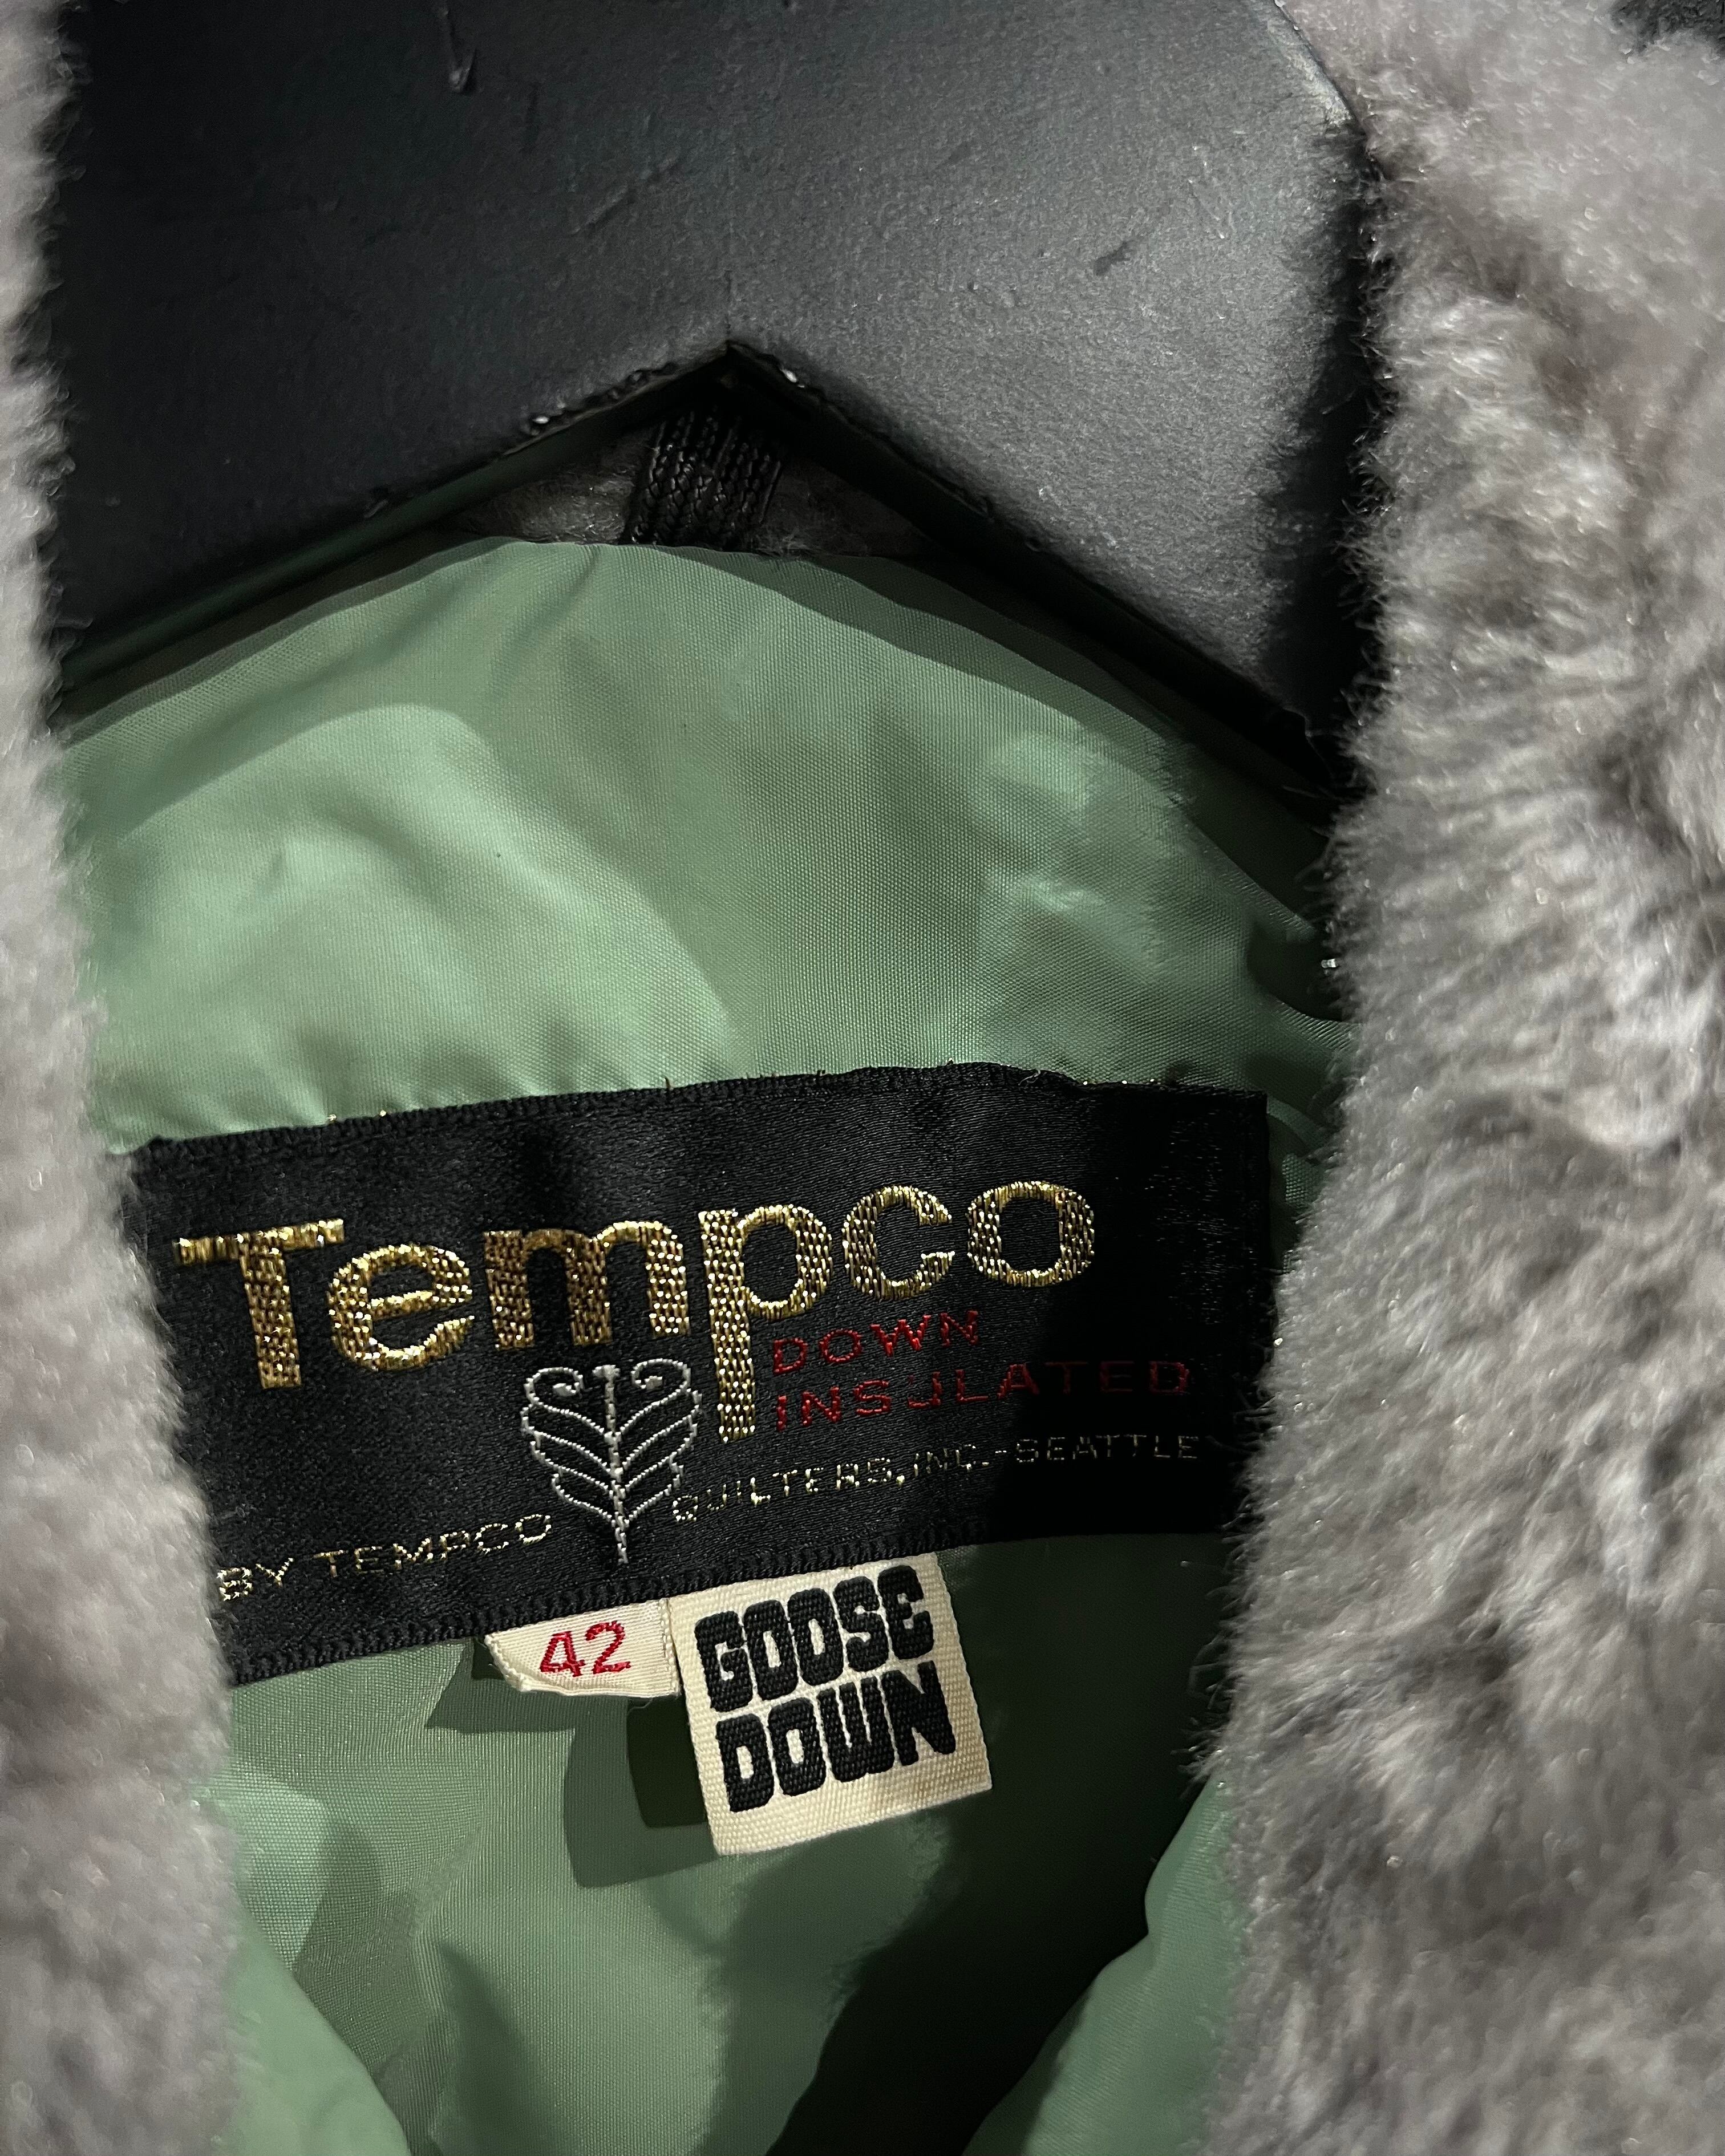 Tempco
DOWN
INSULATED
BY TEMPCO QUILTERS, INC.-SEATTLE
42
GOOSE
DOWN